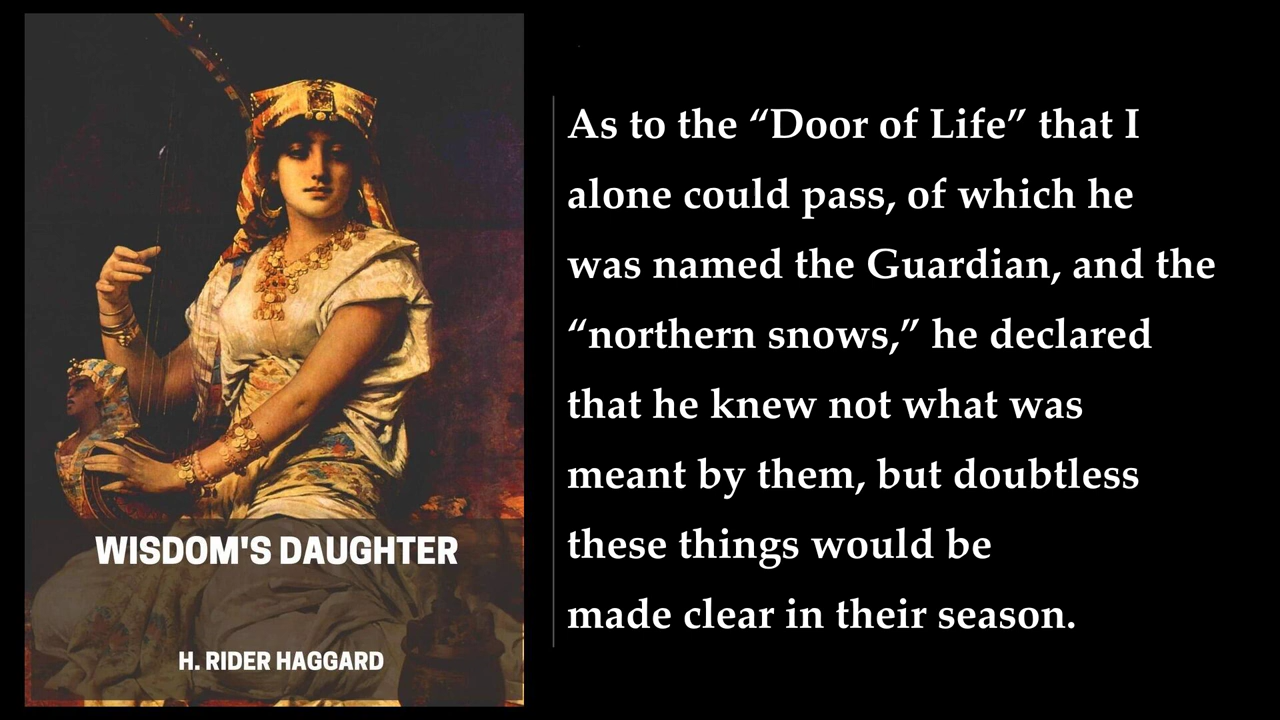 WISDOM'S DAUGHTER
H. RIDER HAGGARD
As to the “Door of Life” that I
alone could pass, of which he
was named the Guardian, and the
“northern snows,” he declared
that he knew not what was
meant by them, but doubtless
these things would be
made clear in their season.